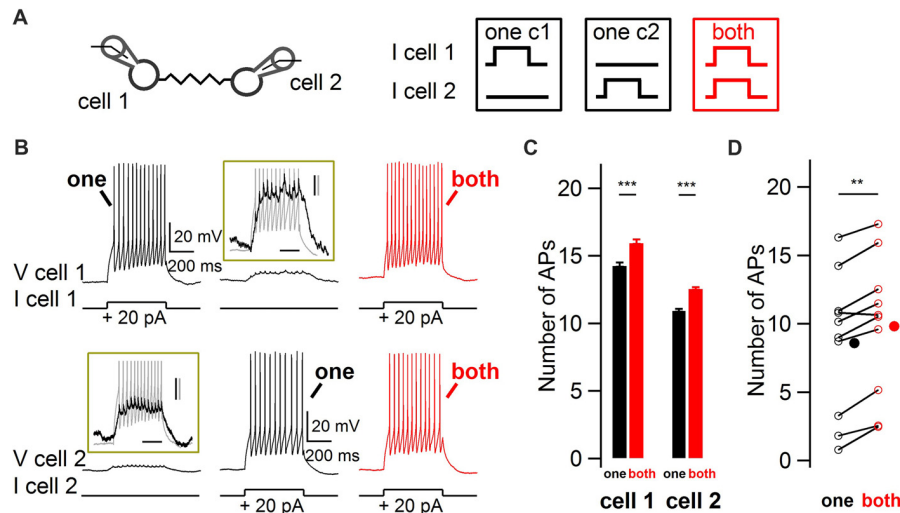 A
cell 1
cell 2
I cell 1
I cell 2
one c1
one c2
both
B
one
20 mV
200 ms
both
V cell 1
I cell 1
+ 20 pA
+ 20 pA
one
20 mV
200 ms
both
V cell 2
I cell 2
+ 20 pA
+ 20 pA
C
Number of APs
20
15
10
5
0
***
***
one both
one both
cell 1
cell 2
D
Number of APs
20
15
10
5
0
**
one both